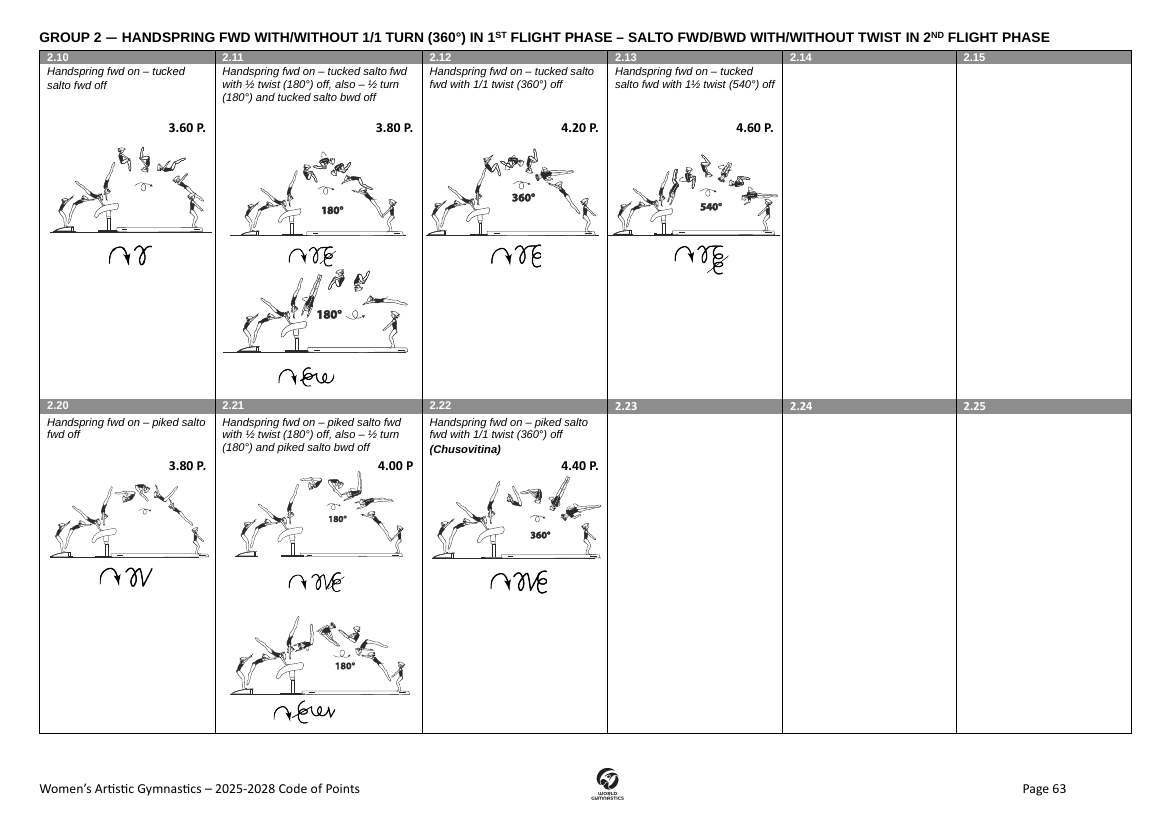 GROUP 2 — HANDSPRING FWD WITH/WITHOUT 1/1 TURN (360°) IN 1ST FLIGHT PHASE – SALTO FWD/BWD WITH/WITHOUT TWIST IN 2ND FLIGHT PHASE
2.10
Handspring fwd on – tucked
salto fwd off
3.60 P.
2.11
Handspring fwd on – tucked salto fwd
with ½ twist (180°) off, also – ½ turn
(180°) and tucked salto bwd off
3.80 P.
180°
180°
2.12
Handspring fwd on – tucked salto
fwd with 1/1 twist (360°) off
4.20 P.
360°
2.13
Handspring fwd on – tucked
salto fwd with 1½ twist (540°) off
4.60 P.
540°
2.14
2.15
2.20
Handspring fwd on – piked salto
fwd off
3.80 P.
2.21
Handspring fwd on – piked salto fwd
with ½ twist (180°) off, also – ½ turn
(180°) and piked salto bwd off
4.00 P
180°
180°
2.22
Handspring fwd on – piked salto
fwd with 1/1 twist (360°) off
(Chusovitina)
4.40 P.
360°
2.23
2.24
2.25
Women's Artistic Gymnastics – 2025-2028 Code of Points
WORLD
GYMNASTICS
Page 63